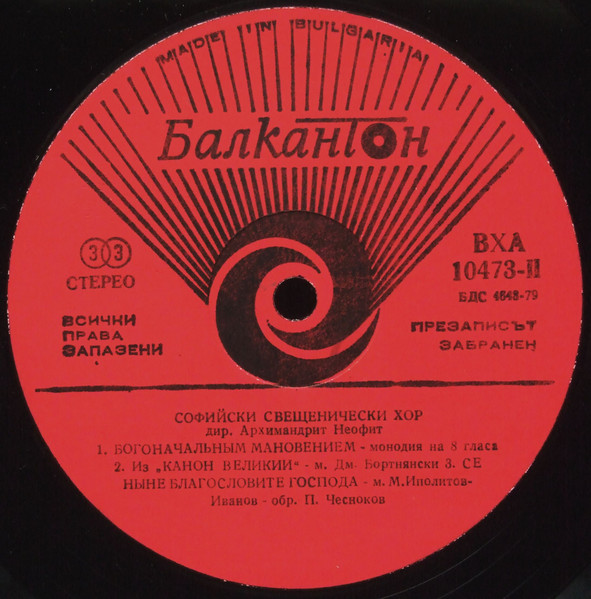 MADE IN BULGARIA
Балкантон
33
СТЕРЕО
ВХА
10473-II
БДС 4648-79
ВСИЧКИ
ПРАВА
ЗАПАЗЕНИ
ПРЕЗАПИСЪТ
ЗАБРАНЕН
СОФИЙСКИ СВЕЩЕНИЧЕСКИ ХОР
дир. Архимандрит Неофит
1. БОГОНАЧАЛЬНЫМ МАНОВЕНИЕМ - монодия на 8 гласа
2. Из „КАНОН ВЕЛИКИИ" - м. Дм. Бортнянски 3. СЕ
НЫНЕ БЛАГОСЛОВИТЕ ГОСПОДА - м. М.Иполитов-
Иванов - обр. П. Чесноков